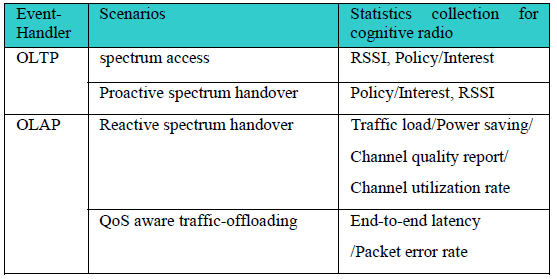 Event-Handler Scenarios Statistics collection for cognitive radio
OLTP spectrum access RSSI, Policy/Interest
Proactive spectrum handover Policy/Interest, RSSI
OLAP Reactive spectrum handover Traffic load/Power saving/
Channel quality report/
Channel utilization rate
QoS aware traffic-offloading End-to-end latency
/Packet error rate